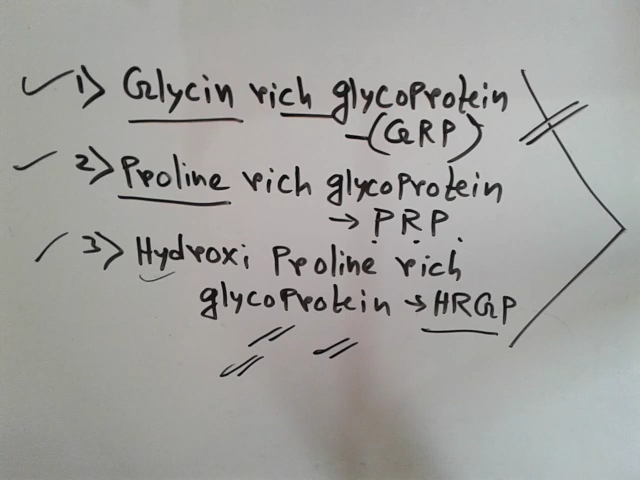 1) Glycin rich glycoprotein
(GRP)
2) Proline rich glycoprotein
→ PRP.
3) Hydroxi Proline rich
glycoprotein → HRGP